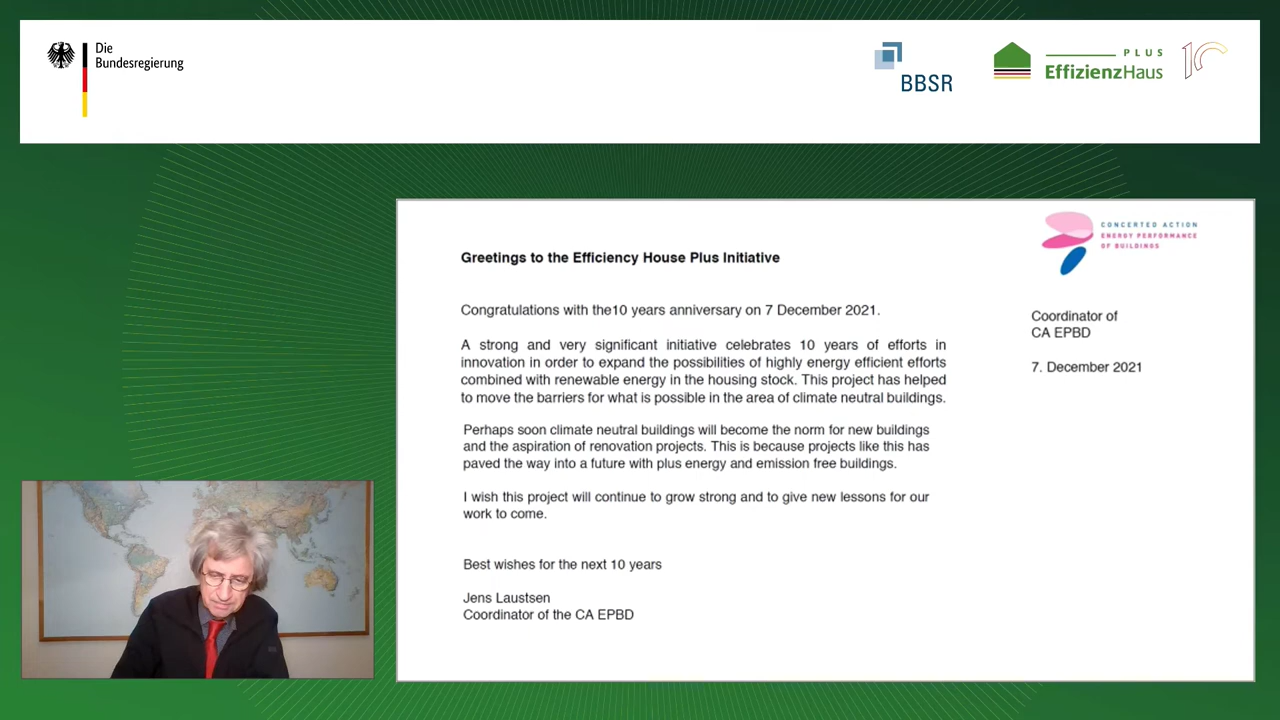 Die
Bundesregierung
BBSR
PLUS
EffizienzHaus
10
CONCERTED ACTION
ENERGY PERFORMANCE
OF BUILDINGS
Greetings to the Efficiency House Plus Initiative
Congratulations with the10 years anniversary on 7 December 2021.
A strong and very significant initiative celebrates 10 years of efforts in
innovation in order to expand the possibilities of highly energy efficient efforts
combined with renewable energy in the housing stock. This project has helped
to move the barriers for what is possible in the area of climate neutral buildings.
Perhaps soon climate neutral buildings will become the norm for new buildings
and the aspiration of renovation projects. This is because projects like this has
paved the way into a future with plus energy and emission free buildings.
I wish this project will continue to grow strong and to give new lessons for our
work to come.
Best wishes for the next 10 years
Jens Laustsen
Coordinator of the CA EPBD
Coordinator of
CA EPBD
7. December 2021